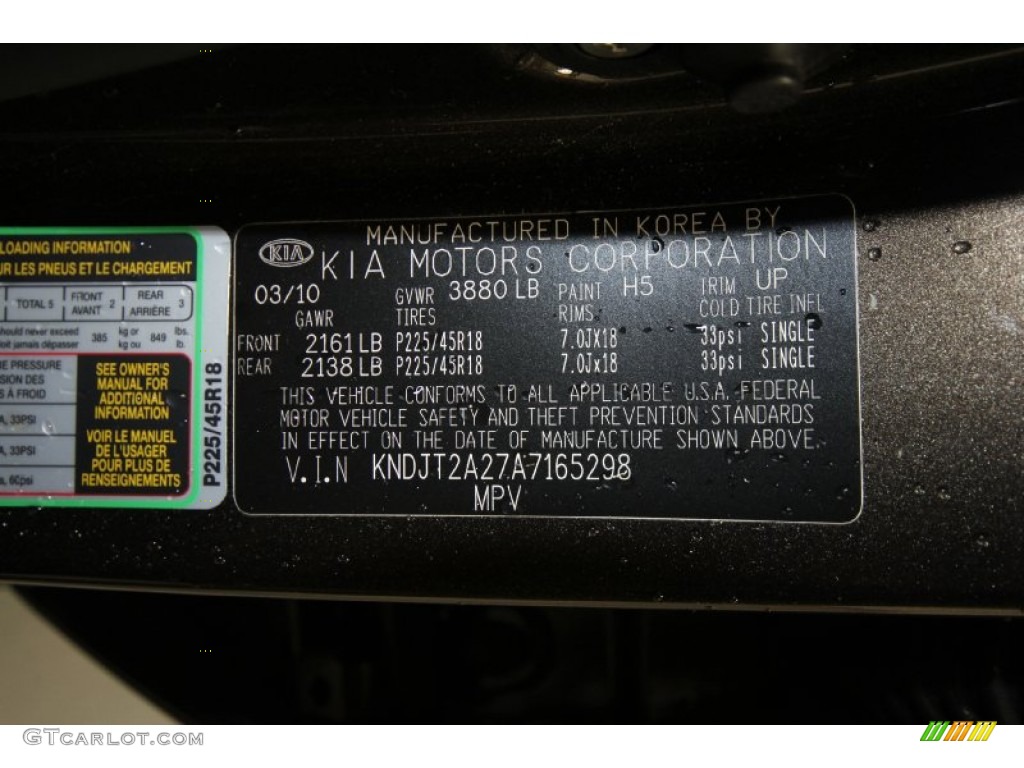 LOADING INFORMATION
UR LES PNEUS ET LE CHARGEMENT
TOTAL 5 FRONT AVANT 2 REAR ARRIÈRE 3
should never exceed 385 kg or 849 lbs.
doit jamais dépasser kg ou lb.
RE PRESSURE
SION DES
S À FROID
33PSI
33PSI
60psi
SEE OWNER'S
MANUAL FOR
ADDITIONAL
INFORMATION
VOIR LE MANUEL
DE L'USAGER
POUR PLUS DE
RENSEIGNEMENTS
P225/45R18
MANUFACTURED IN KOREA BY
KIA KIA MOTORS CORPORATION
03/10 GVWR 3880 LB PAINT H5 TRIM UP
GAWR TIRES RIMS COLD TIRE INFL
FRONT 2161 LB P225/45R18 7.0JX18 33psi SINGLE
REAR 2138 LB P225/45R18 7.0Jx18 33psi SINGLE
THIS VEHICLE CONFORMS TO ALL APPLICABLE U.S.A. FEDERAL
MOTOR VEHICLE SAFETY AND THEFT PREVENTION STANDARDS
IN EFFECT ON THE DATE OF MANUFACTURE SHOWN ABOVE.
V.I.N KNDJT2A27A7165298
MPV
GTCarlot.com